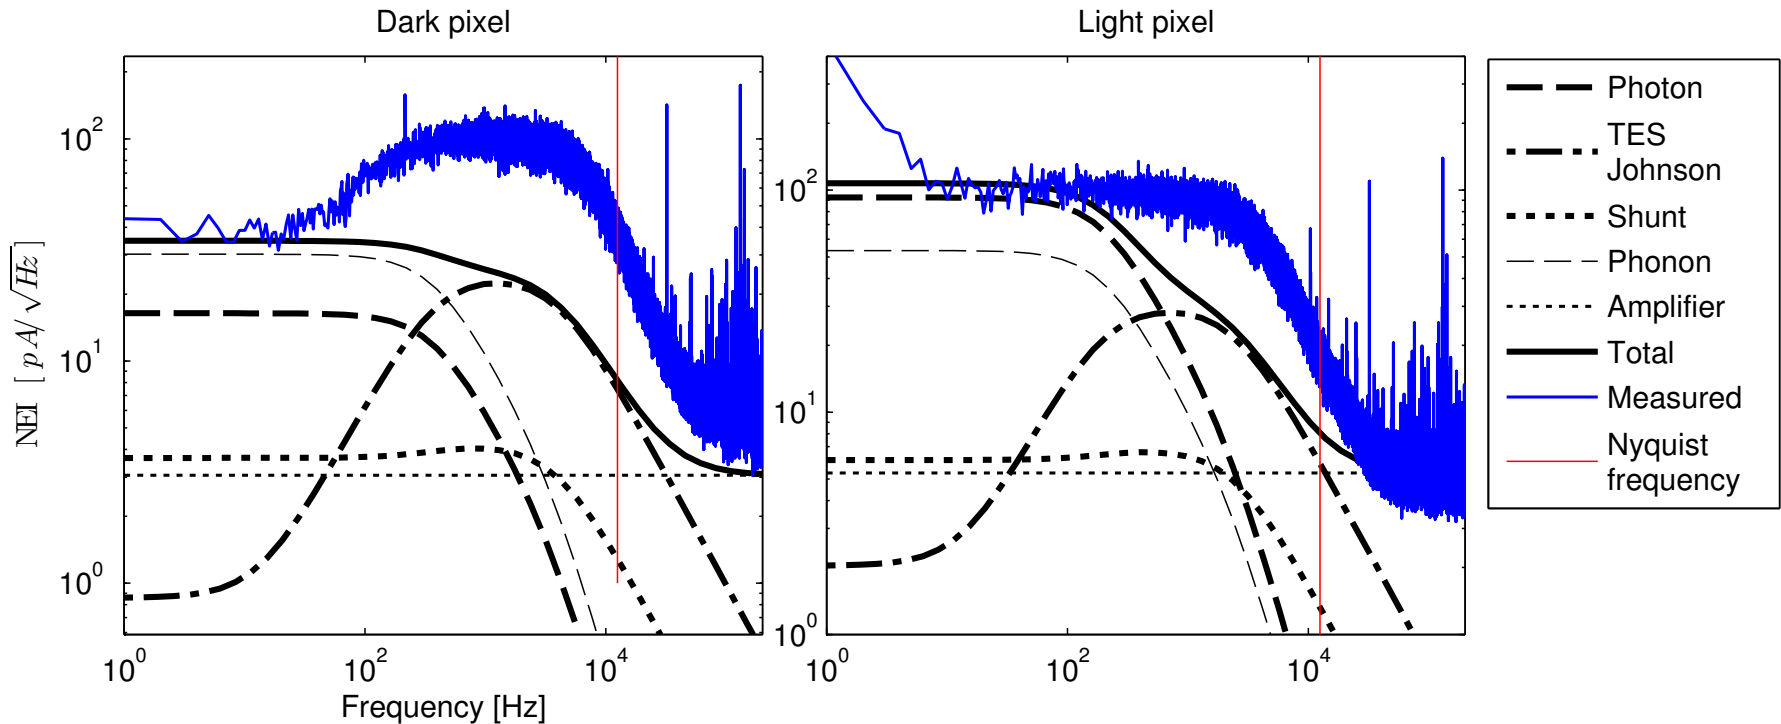 Dark pixel
Light pixel
NEI [pA/√Hz]
10^2
10^1
10^0
10^0
10^2
10^4
Frequency [Hz]
10^2
10^1
10^0
10^0
10^2
10^4
Photon
TES
Johnson
Shunt
Phonon
Amplifier
Total
Measured
Nyquist
frequency